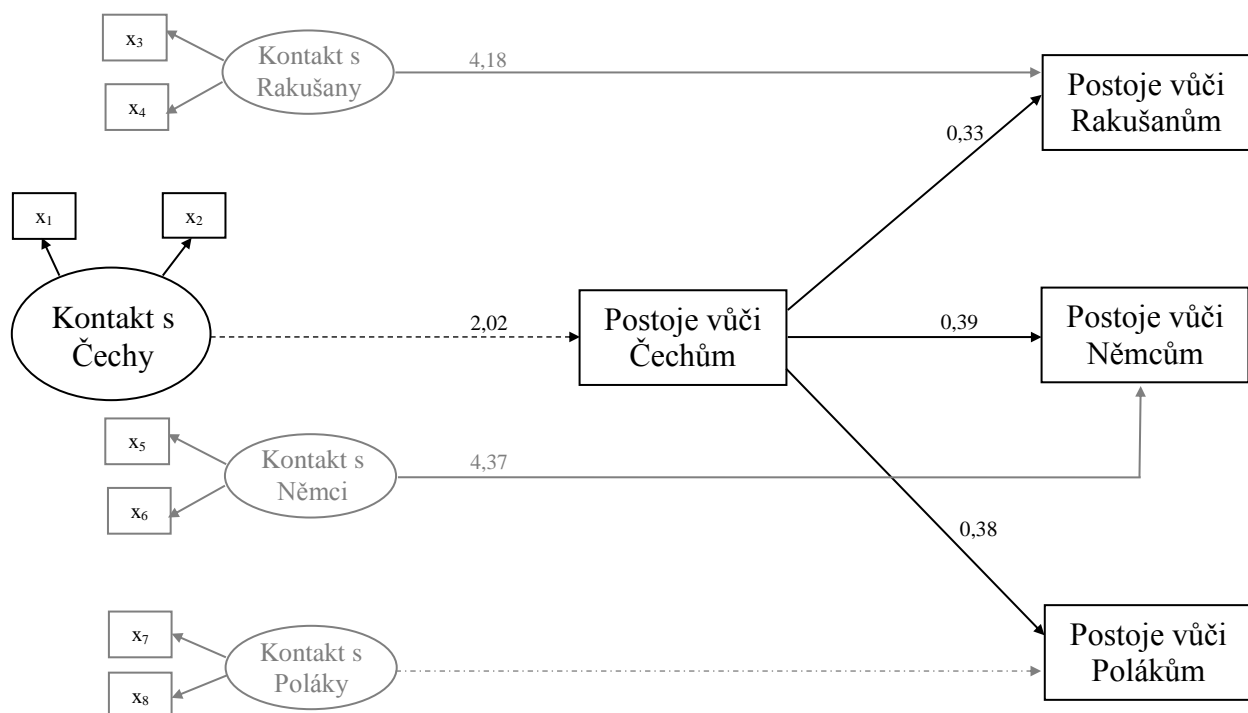 x₃
x₄
Kontakt s
Rakušany
4,18
Postoje vůči
Rakušanům
0,33
x₁
x₂
Kontakt s
Čechy
2,02
Postoje vůči
Čechům
0,39
Postoje vůči
Němcům
x₅
x₆
Kontakt s
Němci
4,37
0,38
x₇
x₈
Kontakt s
Poláky
Postoje vůči
Polákům